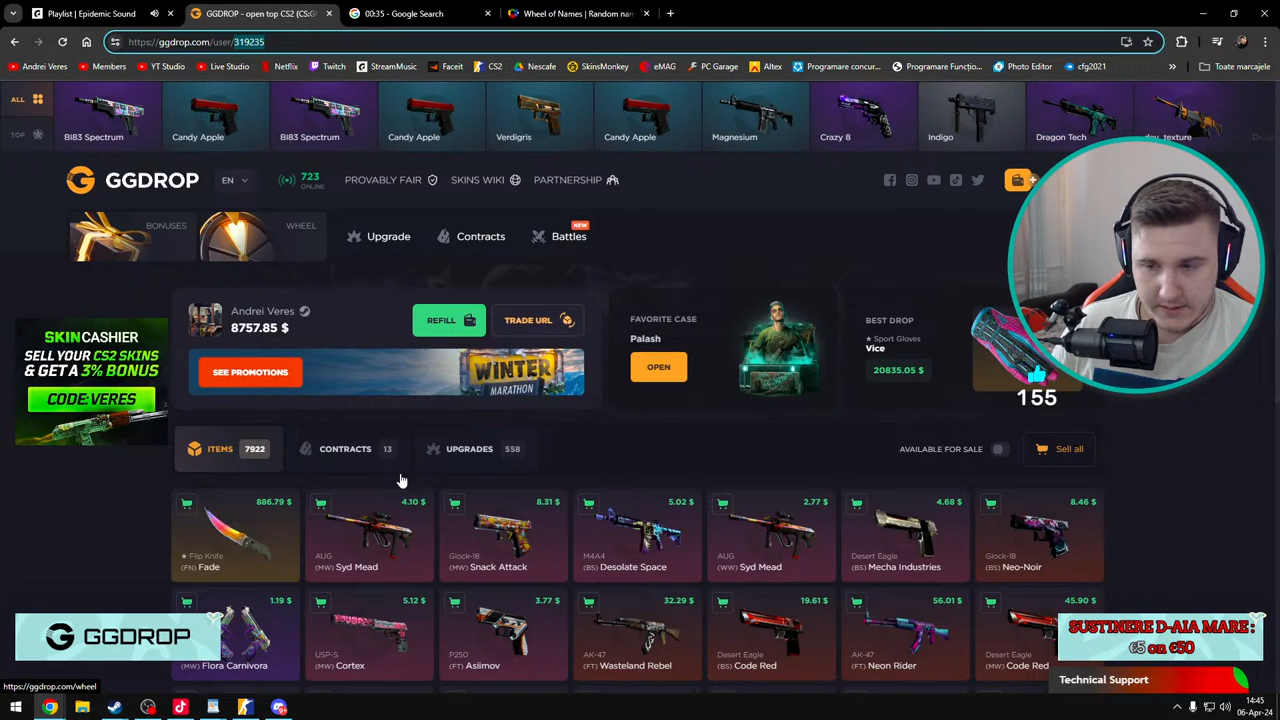 Playlist | Epidemic Sound
GGDROP - open top CS2 (CS:G
00:35 - Google Search
Wheel of Names | Random na
https://ggdrop.com/user/319235
Andrei Veres
Members
YT Studio
Live Studio
Netflix
Twitch
StreamMusic
Faceit
CS2
Nescafe
SkinsMonkey
eMAG
PC Garage
Altex
Programare concur...
Programare Funcțio...
Photo Editor
cfg2021
Toate marcajele
ALL
TOP
BI83 Spectrum
Candy Apple
BI83 Spectrum
Candy Apple
Verdigris
Candy Apple
Magnesium
Crazy 8
Indigo
Dragon Tech
dev_texture
GGDROP
EN
723
ONLINE
PROVABLY FAIR
SKINS WIKI
PARTNERSHIP
BONUSES
WHEEL
Upgrade
Contracts
NEW
Battles
Andrei Veres
8757.85 $
REFILL
TRADE URL
SEE PROMOTIONS
WINTER
MARATHON
FAVORITE CASE
Palash
OPEN
BEST DROP
★ Sport Gloves
Vice
20835.05 $
155
SKINCASHIER
SELL YOUR CS2 SKINS
& GET A 3% BONUS
CODE:VERES
ITEMS 7922
CONTRACTS 13
UPGRADES 558
AVAILABLE FOR SALE
Sell all
886.79 $
★ Flip Knife
(FN) Fade
4.10 $
AUG
(MW) Syd Mead
8.31 $
Glock-18
(MW) Snack Attack
5.02 $
M4A4
(BS) Desolate Space
2.77 $
AUG
(WW) Syd Mead
4.68 $
Desert Eagle
(BS) Mecha Industries
8.46 $
Glock-18
(BS) Neo-Noir
1.19 $
Flora Carnivora
5.12 $
USP-S
(MW) Cortex
3.77 $
P250
(FT) Asiimov
32.29 $
AK-47
(FT) Wasteland Rebel
19.61 $
Desert Eagle
(BS) Code Red
56.01 $
AK-47
(FT) Neon Rider
45.90 $
Desert Eagle
(MW) Code Red
GGDROP
SUSTINERE D-AIA MARE :
€5 on €50
Technical Support
https://ggdrop.com/wheel
14:45
06-Apr-24